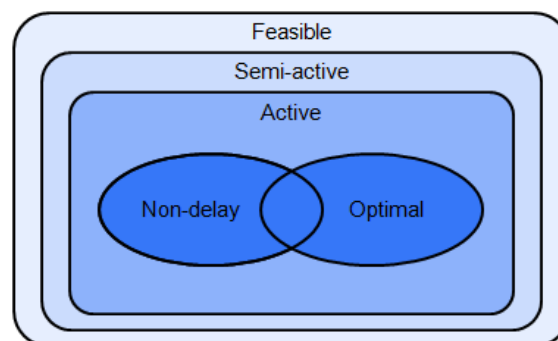 Feasible
Semi-active
Active
Non-delay
Optimal